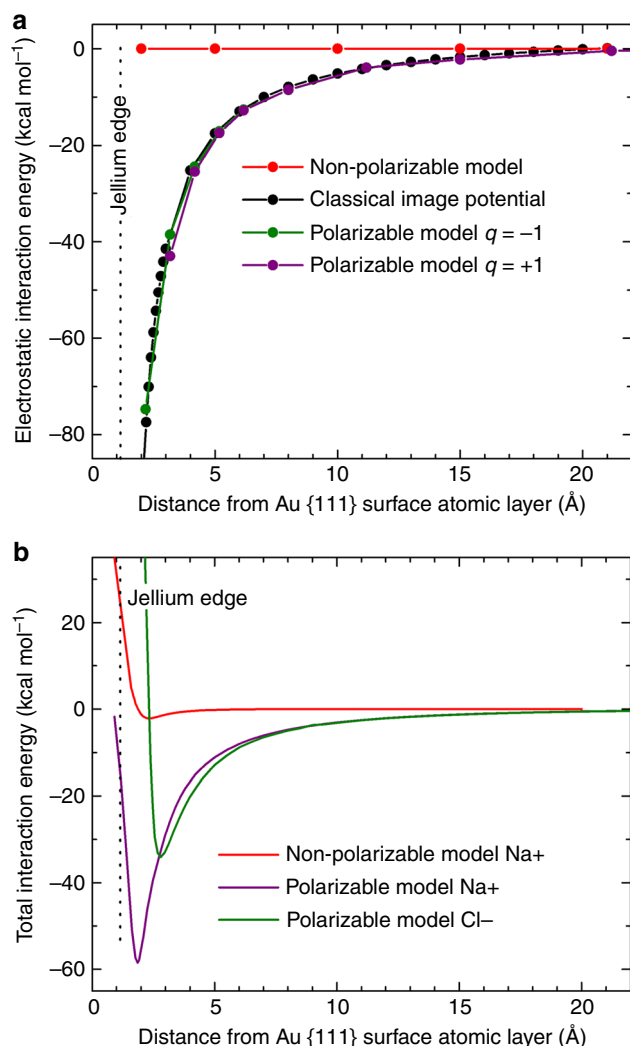 a
Electrostatic interaction energy (kcal mol⁻¹)
0
−20
−40
−60
−80
Jellium edge
Non-polarizable model
Classical image potential
Polarizable model q = −1
Polarizable model q = +1
0 5 10 15 20
Distance from Au {111} surface atomic layer (Å)
b
Total interaction energy (kcal mol⁻¹)
20
0
−20
−40
−60
Jellium edge
Non-polarizable model Na+
Polarizable model Na+
Polarizable model Cl−
0 5 10 15 20
Distance from Au {111} surface atomic layer (Å)